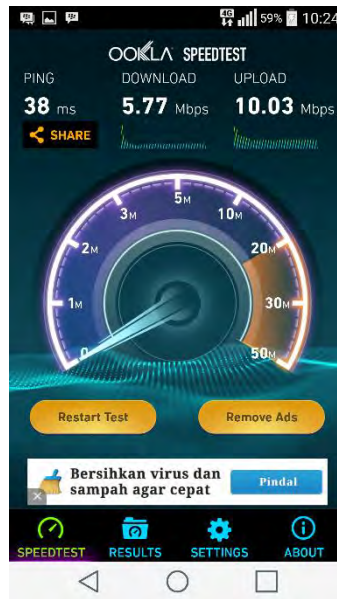 4G 59% 10:24
OOKLA SPEEDTEST
PING DOWNLOAD UPLOAD
38 ms 5.77 Mbps 10.03 Mbps
SHARE
5M
3M 10M
2M 20M
1M 30M
0 50M
Restart Test Remove Ads
Bersihkan virus dan
sampah agar cepat
Pindai
SPEEDTEST RESULTS SETTINGS ABOUT